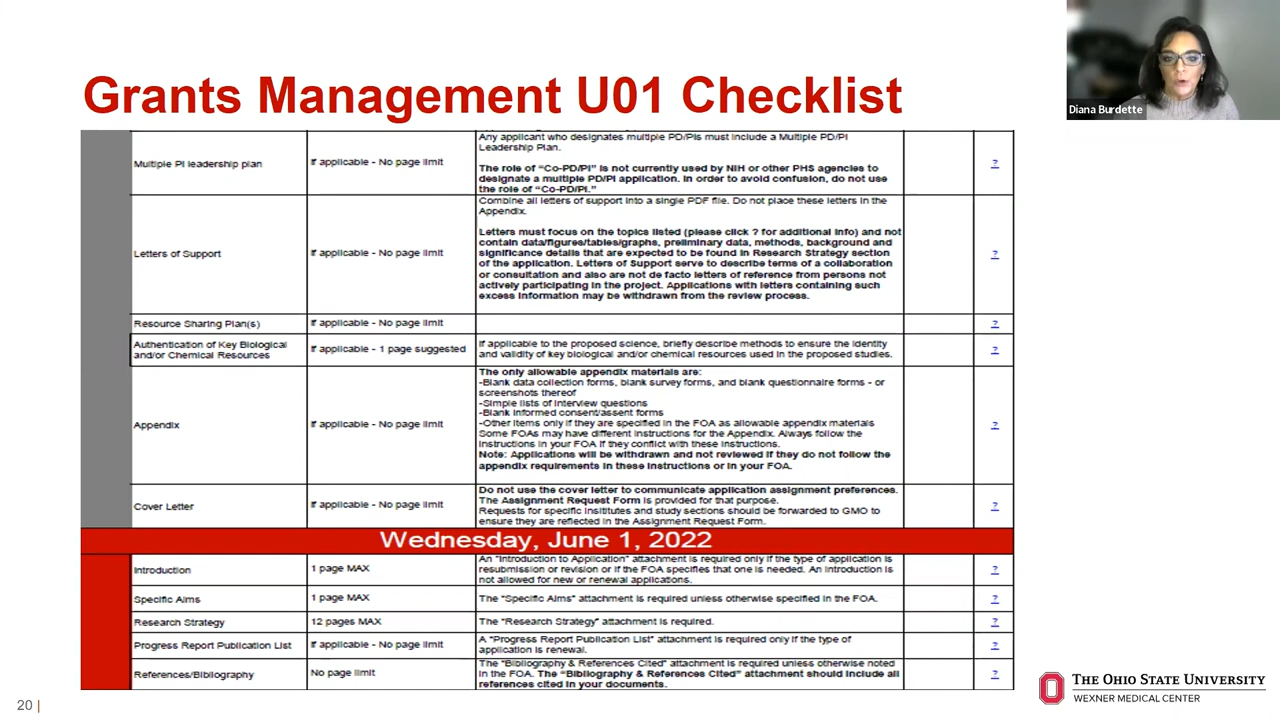 Diana Burdette
Grants Management U01 Checklist
Multiple PI leadership plan
If applicable - No page limit
Any applicant who designates multiple PD/PIs must include a Multiple PD/PI
Leadership Plan.
The role of "Co-PD/PI" is not currently used by NIH or other PHS agencies to
designate a multiple PD/PI application. In order to avoid confusion, do not use
the role of "Co-PD/PI."
?
Letters of Support
If applicable - No page limit
Combine all letters of support into a single PDF file. Do not place these letters in the
Appendix.
Letters must focus on the topics listed (please click ? for additional info) and not
contain data/figures/tables/graphs, preliminary data, methods, background and
significance details that are expected to be found in Research Strategy section
of the application. Letters of Support serve to describe terms of a collaboration
or consultation and also are not de facto letters of reference from persons not
actively participating in the project. Applications with letters containing such
excess information may be withdrawn from the review process.
?
Resource Sharing Plan(s)
If applicable - No page limit
?
Authentication of Key Biological
and/or Chemical Resources
If applicable - 1 page suggested
If applicable to the proposed science, briefly describe methods to ensure the identity
and validity of key biological and/or chemical resources used in the proposed studies.
?
Appendix
If applicable - No page limit
The only allowable appendix materials are:
-Blank data collection forms, blank survey forms, and blank questionnaire forms - or
screenshots thereof
-Simple lists of interview questions
-Blank informed consent/assent forms
-Other items only if they are specified in the FOA as allowable appendix materials
Some FOAs may have different instructions for the Appendix. Always follow the
instructions in your FOA if they conflict with these instructions.
Note: Applications will be withdrawn and not reviewed if they do not follow the
appendix requirements in these instructions or in your FOA.
?
Cover Letter
If applicable - No page limit
Do not use the cover letter to communicate application assignment preferences.
The Assignment Request Form is provided for that purpose.
Requests for specific insititutes and study sections should be forwarded to GMO to
ensure they are reflected in the Assignment Request Form.
?
Wednesday, June 1, 2022
Introduction
1 page MAX
An "Introduction to Application" attachment is required only if the type of application is
resubmission or revision or if the FOA specifies that one is needed. An introduction is
not allowed for new or renewal applications.
?
Specific Aims
1 page MAX
The "Specific Aims" attachment is required unless otherwise specified in the FOA.
?
Research Strategy
12 pages MAX
The "Research Strategy" attachment is required.
?
Progress Report Publication List
If applicable - No page limit
A "Progress Report Publication List" attachment is required only if the type of
application is renewal.
?
References/Bibliography
No page limit
The "Bibliography & References Cited" attachment is required unless otherwise noted
in the FOA. The "Bibliography & References Cited" attachment should include all
references cited in your documents.
?
20 |
THE OHIO STATE UNIVERSITY
WEXNER MEDICAL CENTER